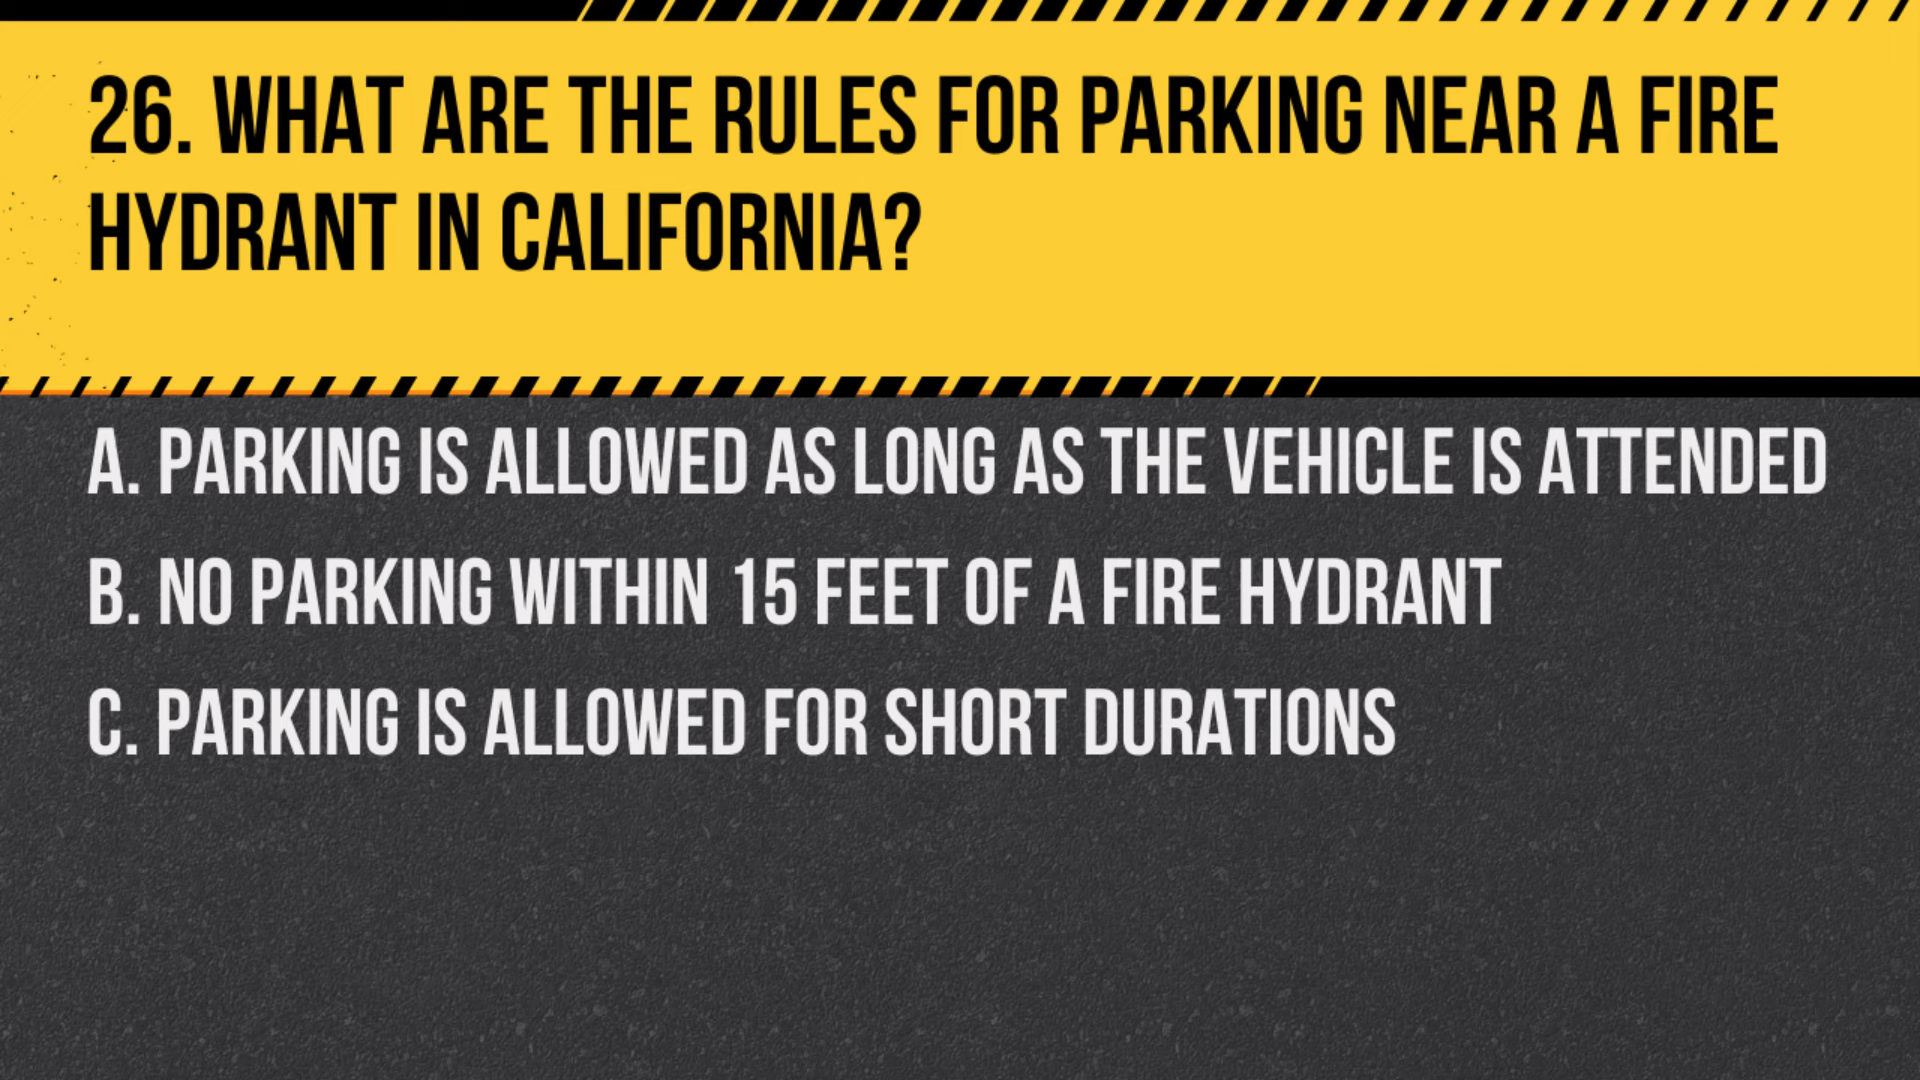 26. WHAT ARE THE RULES FOR PARKING NEAR A FIRE
HYDRANT IN CALIFORNIA?
A. PARKING IS ALLOWED AS LONG AS THE VEHICLE IS ATTENDED
B. NO PARKING WITHIN 15 FEET OF A FIRE HYDRANT
C. PARKING IS ALLOWED FOR SHORT DURATIONS